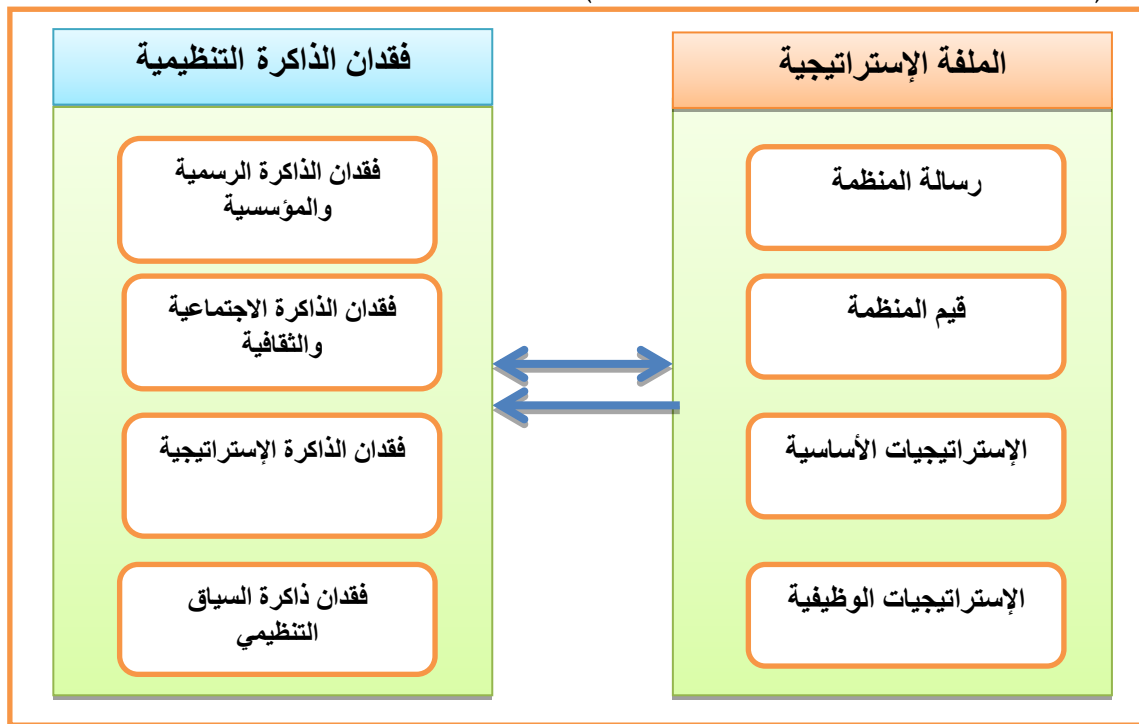 الملفة الإستراتيجية
رسالة المنظمة
قيم المنظمة
الإستراتيجيات الأساسية
الإستراتيجيات الوظيفية
فقدان الذاكرة التنظيمية
فقدان الذاكرة الرسمية
والمؤسسية
فقدان الذاكرة الاجتماعية
والثقافية
فقدان الذاكرة الإستراتيجية
فقدان ذاكرة السياق
التنظيمي